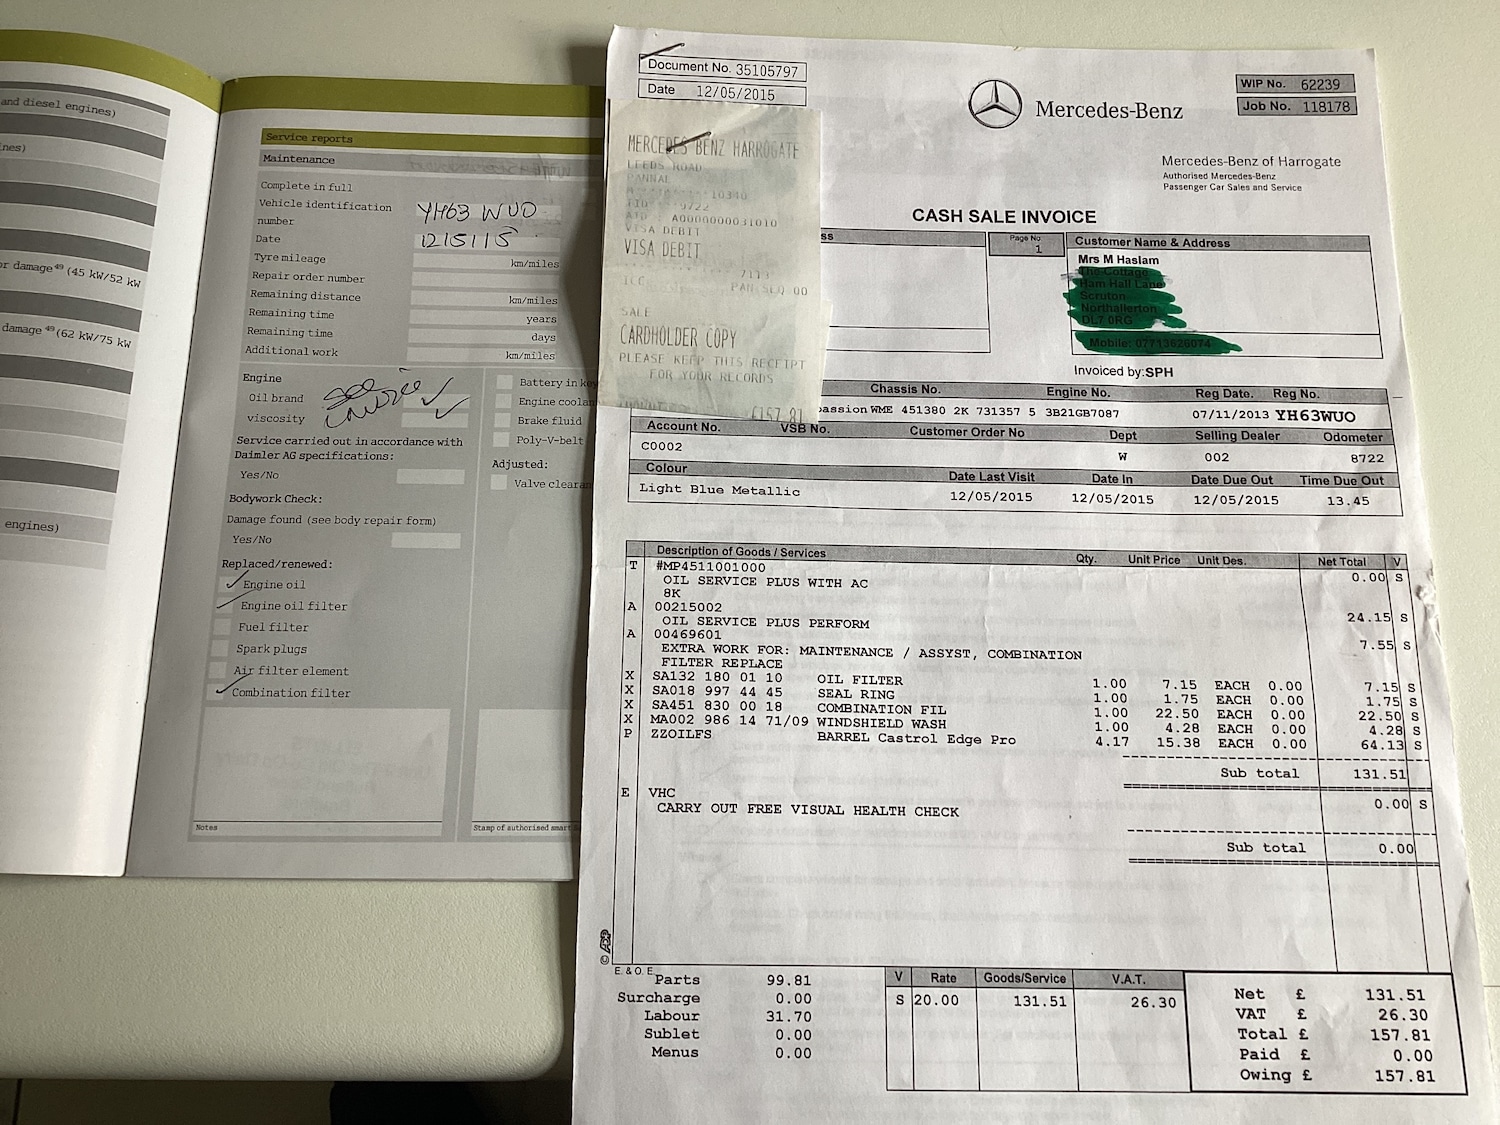 and diesel engines)
nes)
or damage 49 (45 kW/52 kW
damage 49 (62 kW/75 kW
engines)
Service reports
Maintenance
Complete in full
Vehicle identification number YH63 WUO
Date 12/5/15
Tyre mileage km/miles
Repair order number
Remaining distance km/miles
Remaining time years
Remaining time days
Additional work km/miles
Engine
Oil brand
viscosity
Service carried out in accordance with
Daimler AG specifications:
Yes/No
Bodywork Check:
Damage found (see body repair form)
Yes/No
Replaced/renewed:
Engine oil
Engine oil filter
Fuel filter
Spark plugs
Air filter element
Combination filter
Notes
Battery in key
Engine coolan
Brake fluid
Poly-V-belt
Adjusted:
Valve clearan
Stamp of authorised smart
Document No. 35105797
Date 12/05/2015
MERCEDES BENZ HARROGATE
LEEDS ROAD
PANNAL
10340
A0000000031010
VISA DEBIT
VISA DEBIT
ICC
PAN SEQ 00
SALE
CARDHOLDER COPY
PLEASE KEEP THIS RECEIPT
FOR YOUR RECORDS
£157.81
Mercedes-Benz
WIP No. 62239
Job No. 118178
Mercedes-Benz of Harrogate
Authorised Mercedes-Benz
Passenger Car Sales and Service
CASH SALE INVOICE
ss
Page No
1
Customer Name & Address
Mrs M Haslam
Invoiced by:SPH
Chassis No. Engine No. Reg Date. Reg No.
passion WME 451380 2K 731357 5 3B21GB7087 07/11/2013 YH63WUO
Account No. VSB No. Customer Order No Dept Selling Dealer Odometer
C0002 W 002 8722
Colour Date Last Visit Date In Date Due Out Time Due Out
Light Blue Metallic 12/05/2015 12/05/2015 12/05/2015 13.45
Description of Goods / Services Qty. Unit Price Unit Des. Net Total V
T #MP4511001000
OIL SERVICE PLUS WITH AC 0.00 S
8K
A 00215002
OIL SERVICE PLUS PERFORM 24.15 S
A 00469601
EXTRA WORK FOR: MAINTENANCE / ASSYST, COMBINATION 7.55 S
FILTER REPLACE
X SA132 180 01 10 OIL FILTER 1.00 7.15 EACH 0.00 7.15 S
X SA018 997 44 45 SEAL RING 1.00 1.75 EACH 0.00 1.75 S
X SA451 830 00 18 COMBINATION FIL 1.00 22.50 EACH 0.00 22.50 S
X MA002 986 14 71/09 WINDSHIELD WASH 1.00 4.28 EACH 0.00 4.28 S
P ZZOILFS BARREL Castrol Edge Pro 4.17 15.38 EACH 0.00 64.13 S
Sub total 131.51
E VHC 0.00 S
CARRY OUT FREE VISUAL HEALTH CHECK
Sub total 0.00
© ADP
E. & O. E.
Parts 99.81
Surcharge 0.00
Labour 31.70
Sublet 0.00
Menus 0.00
V Rate Goods/Service V.A.T.
S 20.00 131.51 26.30
Net £ 131.51
VAT £ 26.30
Total £ 157.81
Paid £ 0.00
Owing £ 157.81